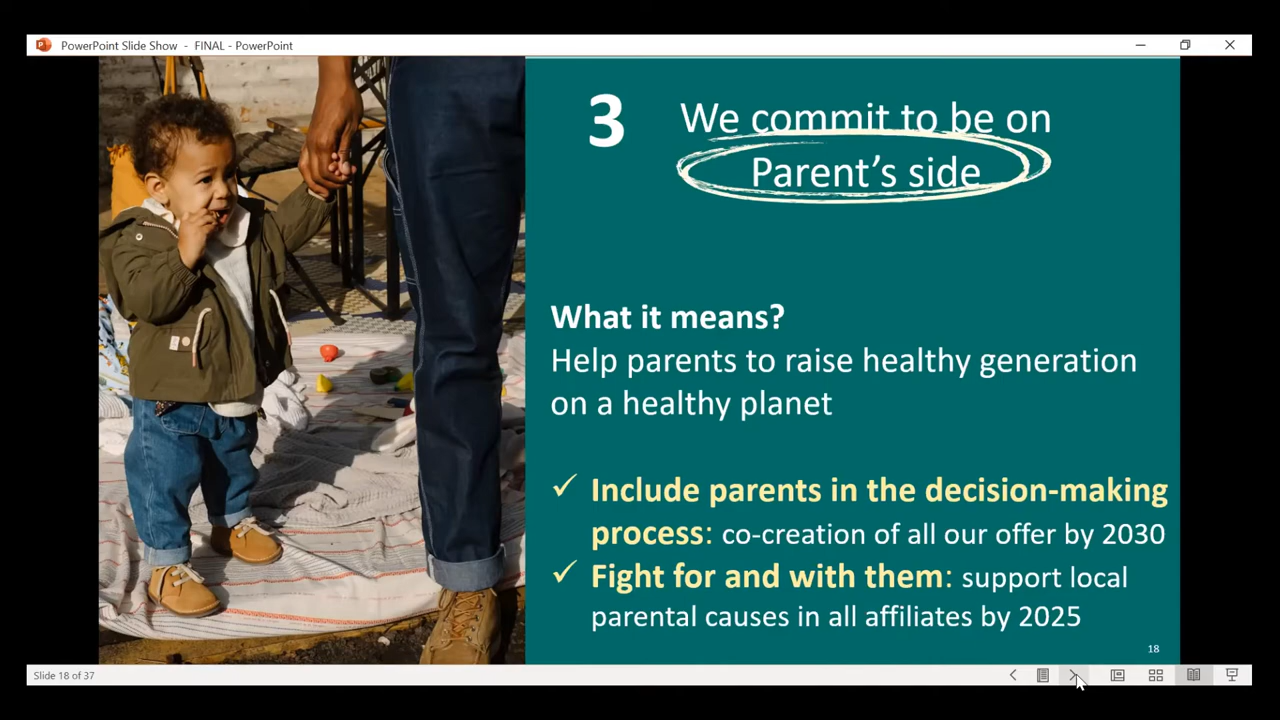 PowerPoint Slide Show - FINAL - PowerPoint
3
We commit to be on
Parent's side
What it means?
Help parents to raise healthy generation
on a healthy planet
✓ Include parents in the decision-making
process: co-creation of all our offer by 2030
✓ Fight for and with them: support local
parental causes in all affiliates by 2025
18
Slide 18 of 37